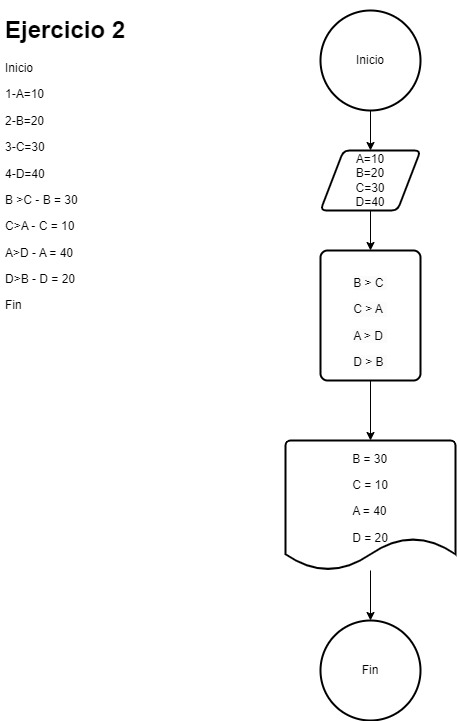 Ejercicio 2
Inicio
1-A=10
2-B=20
3-C=30
4-D=40
B >C - B = 30
C>A - C = 10
A>D - A = 40
D>B - D = 20
Fin
Inicio
A=10
B=20
C=30
D=40
B > C
C > A
A > D
D > B
B = 30
C = 10
A = 40
D = 20
Fin